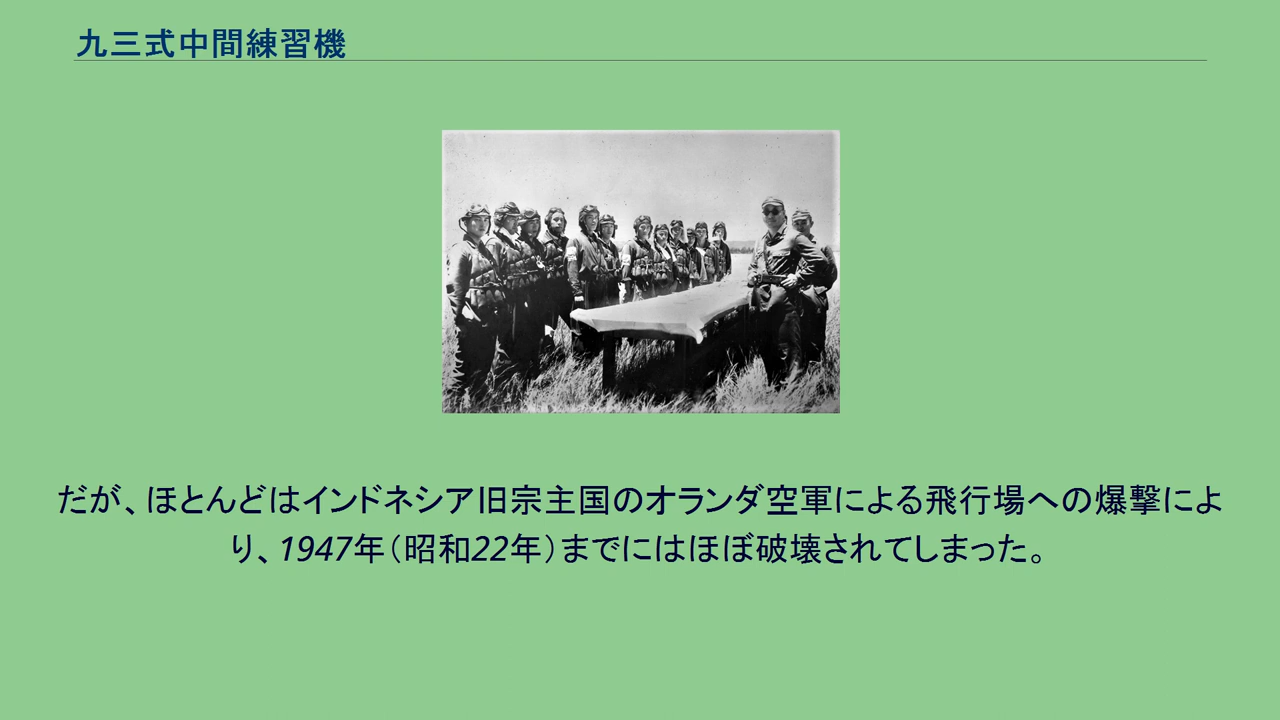 九三式中間練習機
だが、ほとんどはインドネシア旧宗主国のオランダ空軍による飛行場への爆撃によ
り、1947年（昭和22年）までにはほぼ破壊されてしまった。